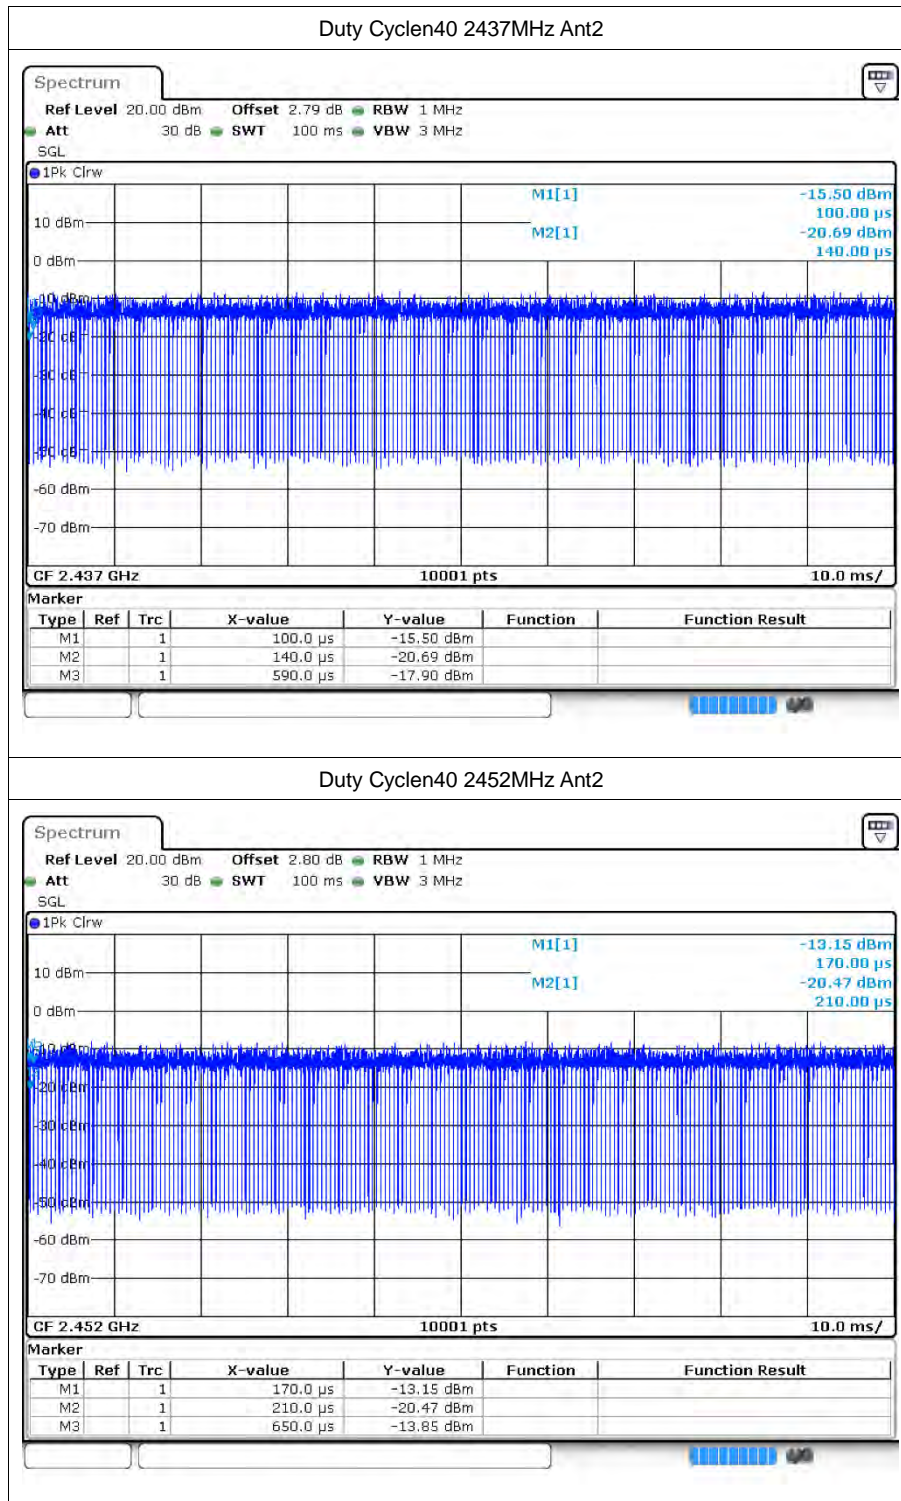 Duty Cyclen40 2437MHz Ant2
Spectrum
Ref Level 20.00 dBm Offset 2.79 dB RBW 1 MHz
Att 30 dB SWT 100 ms VBW 3 MHz
SGL
1Pk Clrw
M1[1] -15.50 dBm
100.00 µs
10 dBm
M2[1] -20.69 dBm
140.00 µs
0 dBm
-60 dBm
-70 dBm
CF 2.437 GHz 10001 pts 10.0 ms/
Marker
Type Ref Trc X-value Y-value Function Function Result
M1 1 100.0 µs -15.50 dBm
M2 1 140.0 µs -20.69 dBm
M3 1 590.0 µs -17.90 dBm
Duty Cyclen40 2452MHz Ant2
Spectrum
Ref Level 20.00 dBm Offset 2.80 dB RBW 1 MHz
Att 30 dB SWT 100 ms VBW 3 MHz
SGL
1Pk Clrw
M1[1] -13.15 dBm
170.00 µs
10 dBm
M2[1] -20.47 dBm
210.00 µs
0 dBm
-20 dBm
-30 dBm
-40 dBm
-50 dBm
-60 dBm
-70 dBm
CF 2.452 GHz 10001 pts 10.0 ms/
Marker
Type Ref Trc X-value Y-value Function Function Result
M1 1 170.0 µs -13.15 dBm
M2 1 210.0 µs -20.47 dBm
M3 1 650.0 µs -13.85 dBm